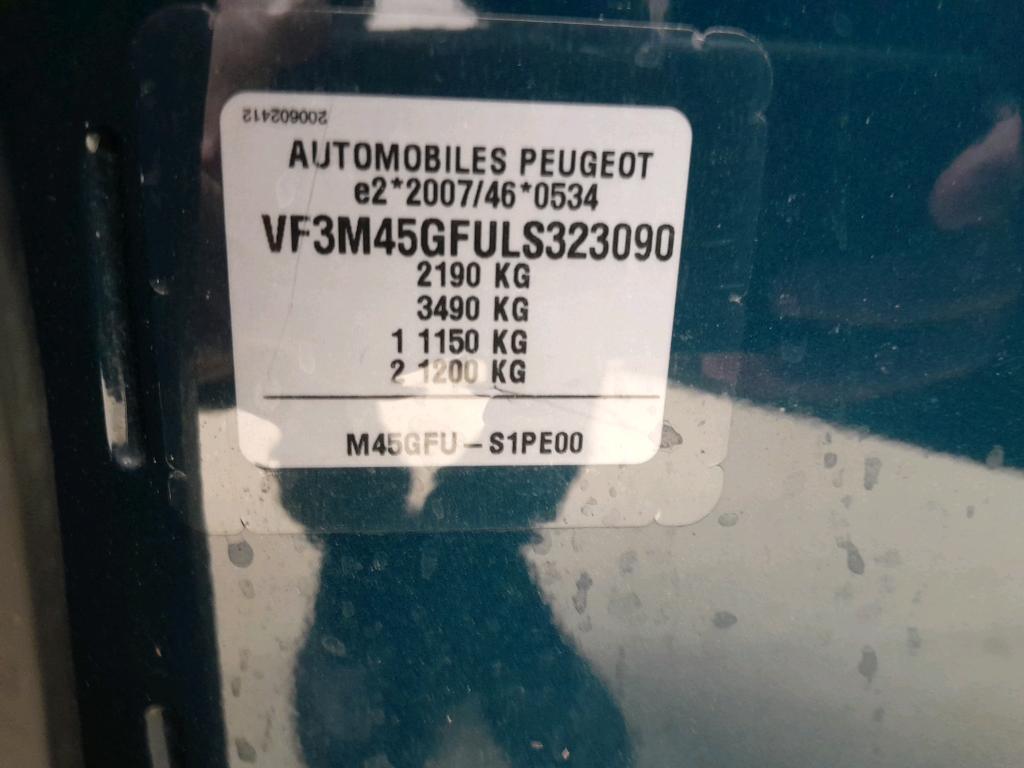 200602412
AUTOMOBILES PEUGEOT
e2*2007/46*0534
VF3M45GFULS323090
2190 KG
3490 KG
1 1150 KG
2 1200 KG
M45GFU-S1PE00